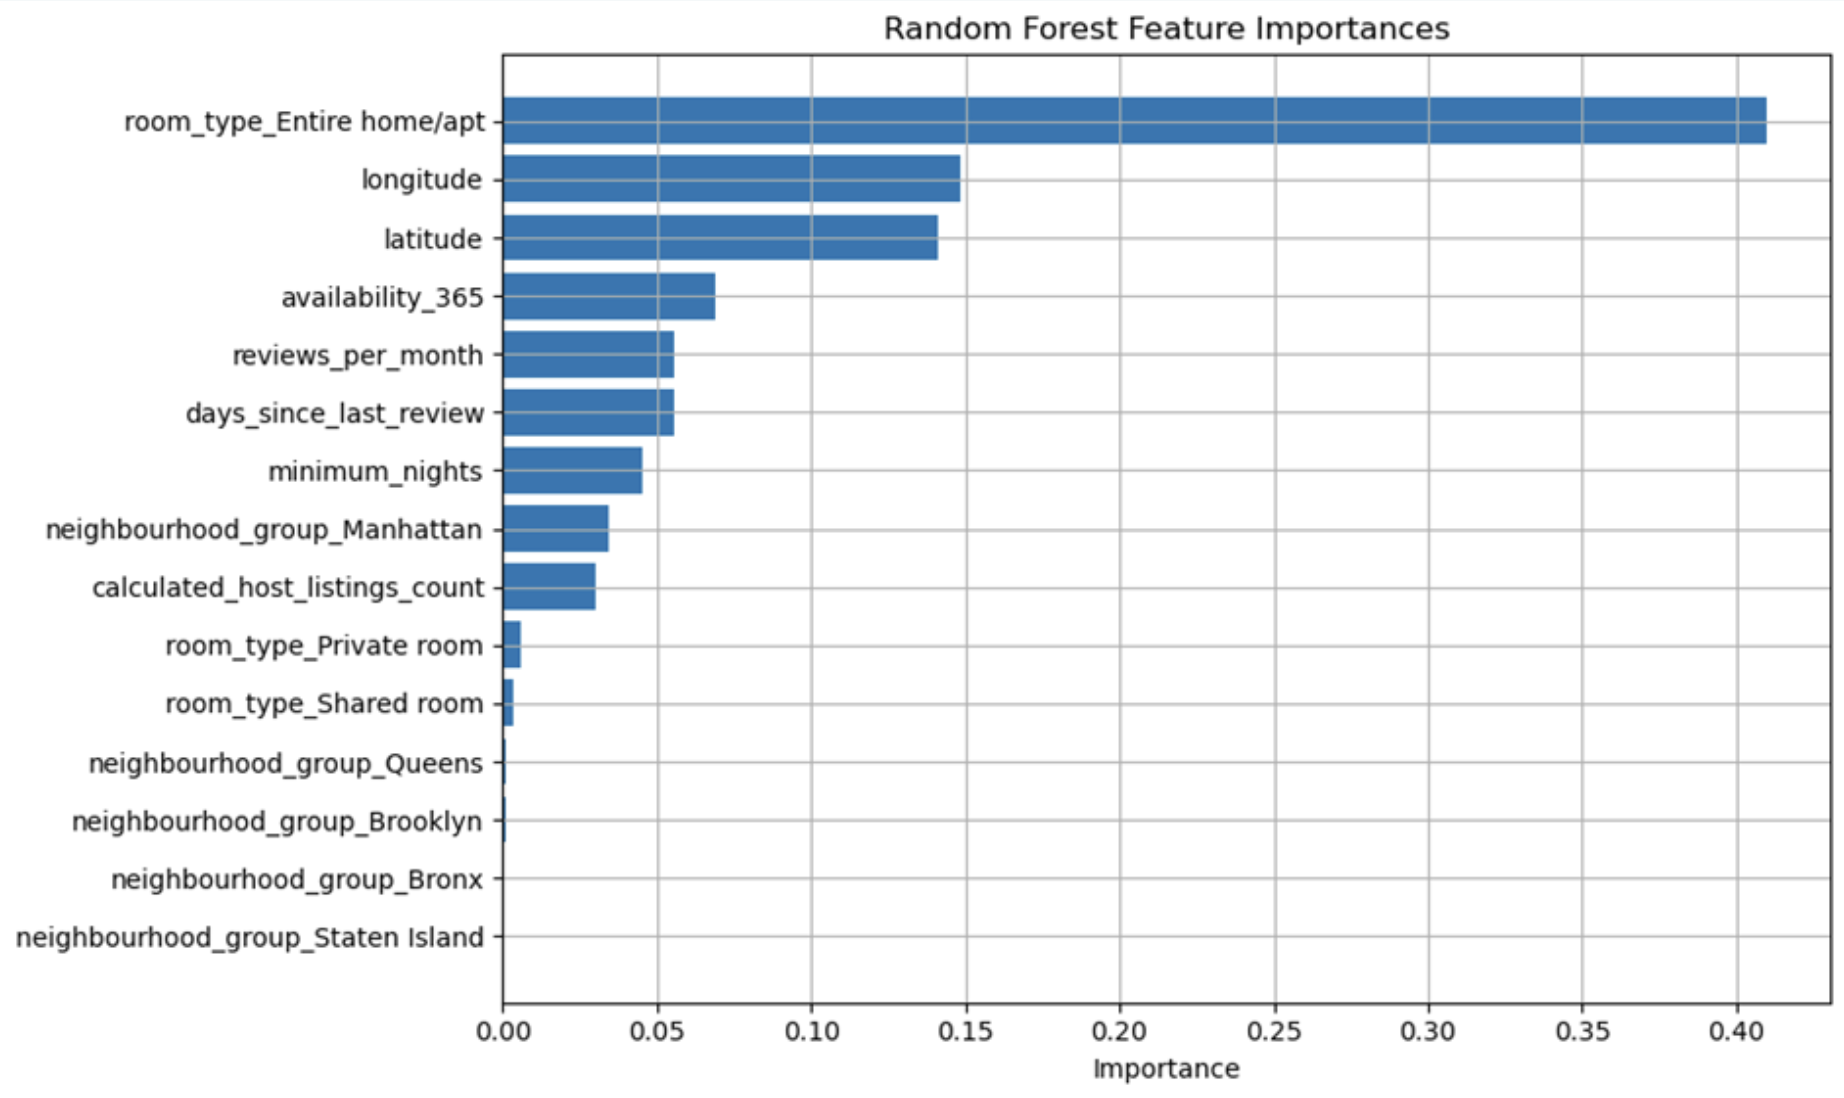 Random Forest Feature Importances
room_type_Entire home/apt
longitude
latitude
availability_365
reviews_per_month
days_since_last_review
minimum_nights
neighbourhood_group_Manhattan
calculated_host_listings_count
room_type_Private room
room_type_Shared room
neighbourhood_group_Queens
neighbourhood_group_Brooklyn
neighbourhood_group_Bronx
neighbourhood_group_Staten Island
0.00 0.05 0.10 0.15 0.20 0.25 0.30 0.35 0.40
Importance